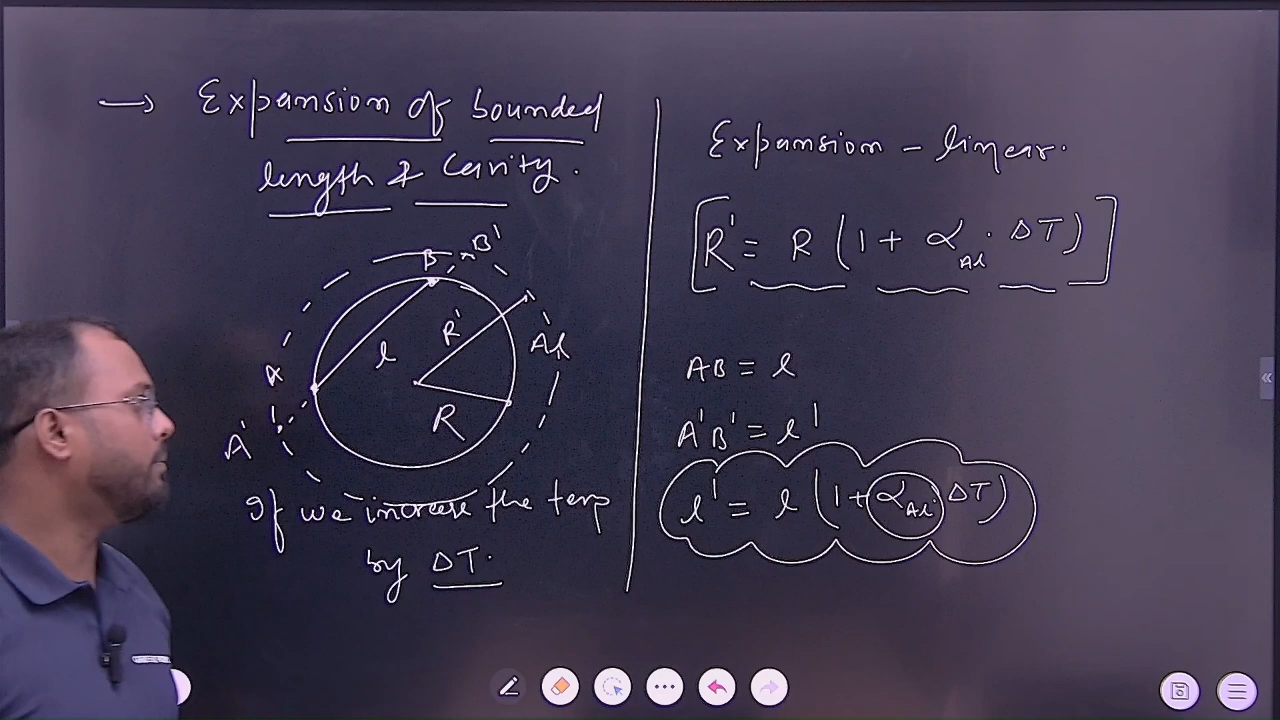 → Expansion of bounded
length & Cavity.
B B'
A
l
R'
Al
R
A'
If we increase the temp
by ΔT.
Expansion - linear.
[R' = R (1 + α_Al · ΔT)]
AB = l
A'B' = l'
l' = l (1 + α_Al ΔT)